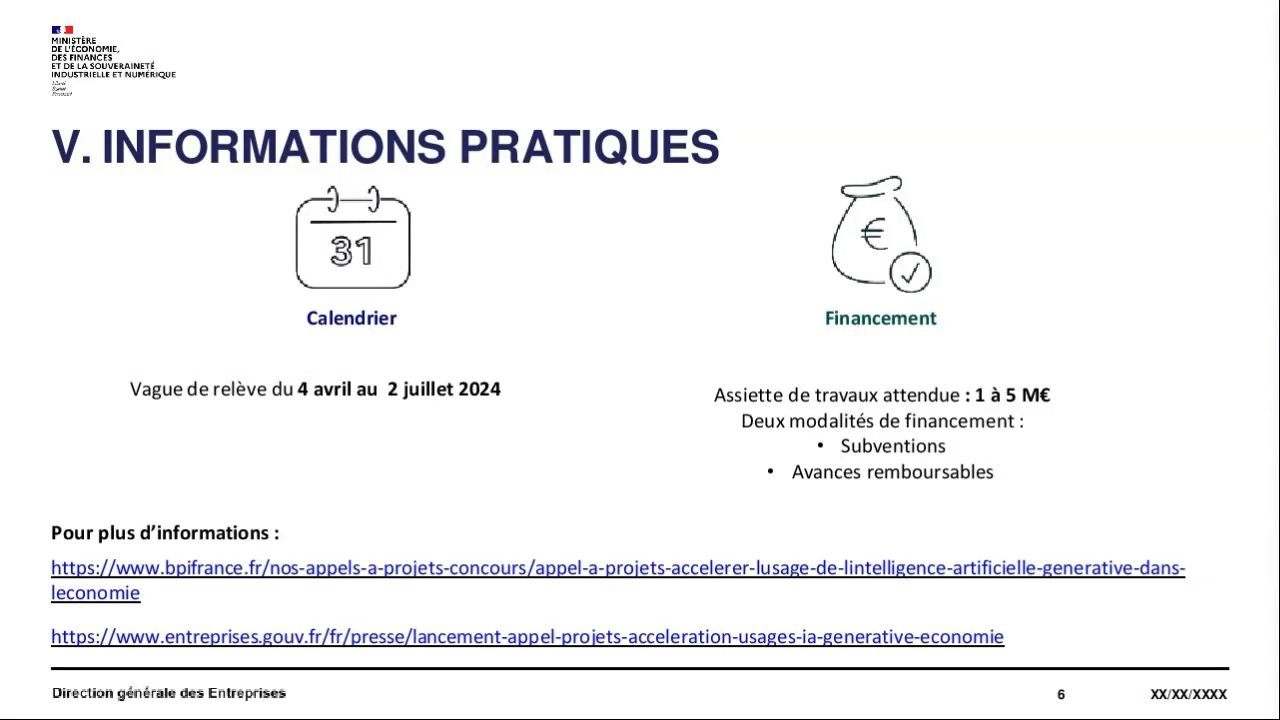 MINISTÈRE
DE L'ÉCONOMIE,
DES FINANCES
ET DE LA SOUVERAINETÉ
INDUSTRIELLE ET NUMÉRIQUE
V. INFORMATIONS PRATIQUES
31
€
Calendrier
Financement
Vague de relève du 4 avril au 2 juillet 2024
Assiette de travaux attendue : 1 à 5 M€
Deux modalités de financement :
• Subventions
• Avances remboursables
Pour plus d’informations :
https://www.bpifrance.fr/nos-appels-a-projets-concours/appel-a-projets-accelerer-lusage-de-lintelligence-artificielle-generative-dans-
leconomie
https://www.entreprises.gouv.fr/fr/presse/lancement-appel-projets-acceleration-usages-ia-generative-economie
Direction générale des Entreprises
6
XX/XX/XXXX